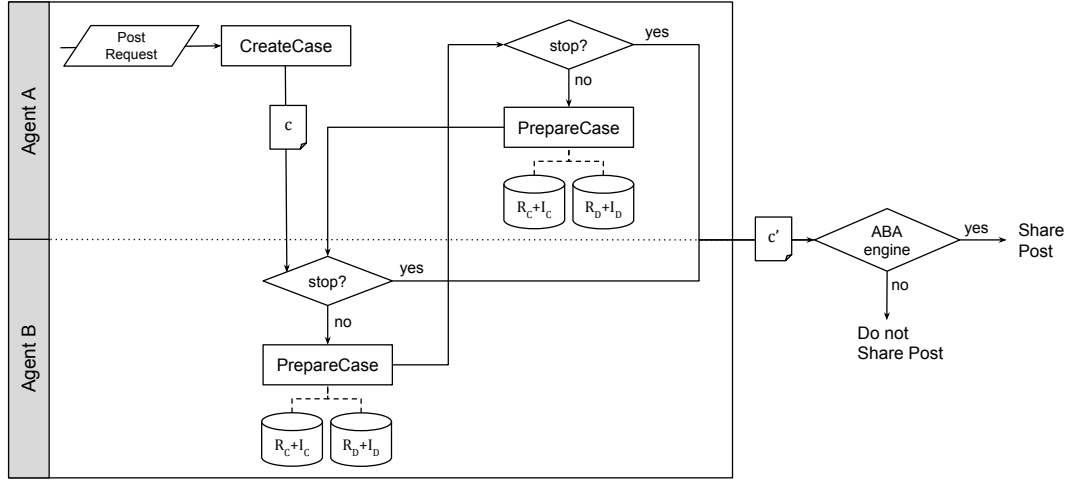 Agent A
Post
Request
CreateCase
c
stop?
yes
no
PrepareCase
R_C+I_C
R_D+I_D
c’
ABA
engine
yes
Share
Post
no
Do not
Share Post
Agent B
stop?
yes
no
PrepareCase
R_C+I_C
R_D+I_D